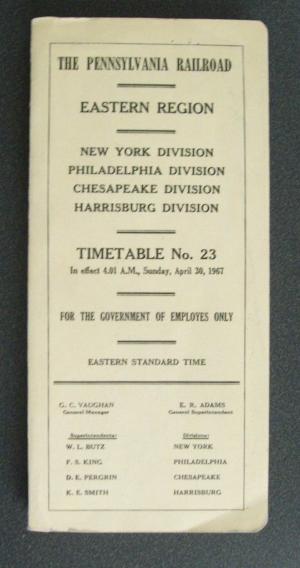 THE PENNSYLVANIA RAILROAD
EASTERN REGION
NEW YORK DIVISION
PHILADELPHIA DIVISION
CHESAPEAKE DIVISION
HARRISBURG DIVISION
TIMETABLE No. 23
In effect 4.01 A.M., Sunday, April 30, 1967
FOR THE GOVERNMENT OF EMPLOYES ONLY
EASTERN STANDARD TIME
G. C. VAUGHAN E. R. ADAMS
General Manager General Superintendent
Superintendents: Divisions:
W. L. BUTZ NEW YORK
F. S. KING PHILADELPHIA
D. E. PERGRIN CHESAPEAKE
K. E. SMITH HARRISBURG